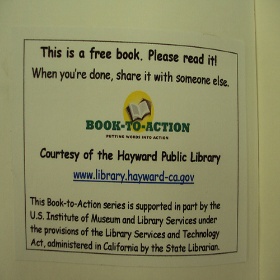 This is a free book. Please read it!
When you're done, share it with someone else.
BOOK-TO-ACTION
PUTTING WORDS INTO ACTION
Courtesy of the Hayward Public Library
www.library.hayward-ca.gov
This Book-to-Action series is supported in part by the
U.S. Institute of Museum and Library Services under
the provisions of the Library Services and Technology
Act, administered in California by the State Librarian.